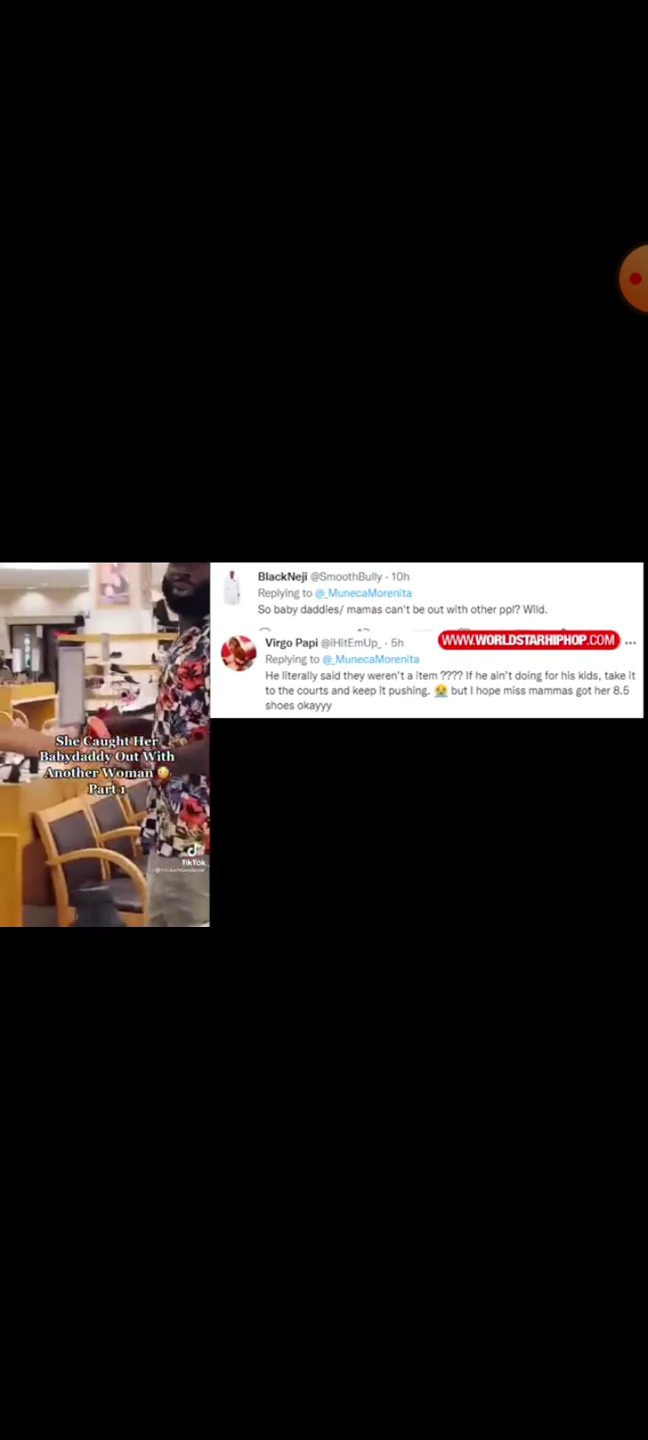 BlackNeji @SmoothBully · 10h
Replying to @_MunecaMorenita
So baby daddies/ mamas can't be out with other ppl? Wild.
WWW.WORLDSTARHIPHOP.COM
Virgo Papi @iHitEmUp_ · 5h
Replying to @_MunecaMorenita
He literally said they weren't a item ???? If he ain't doing for his kids, take it
to the courts and keep it pushing. 😭 but I hope miss mammas got her 8.5
shoes okayyy
She Caught Her
Babydaddy Out With
Another Woman 😳
Part 1
TikTok